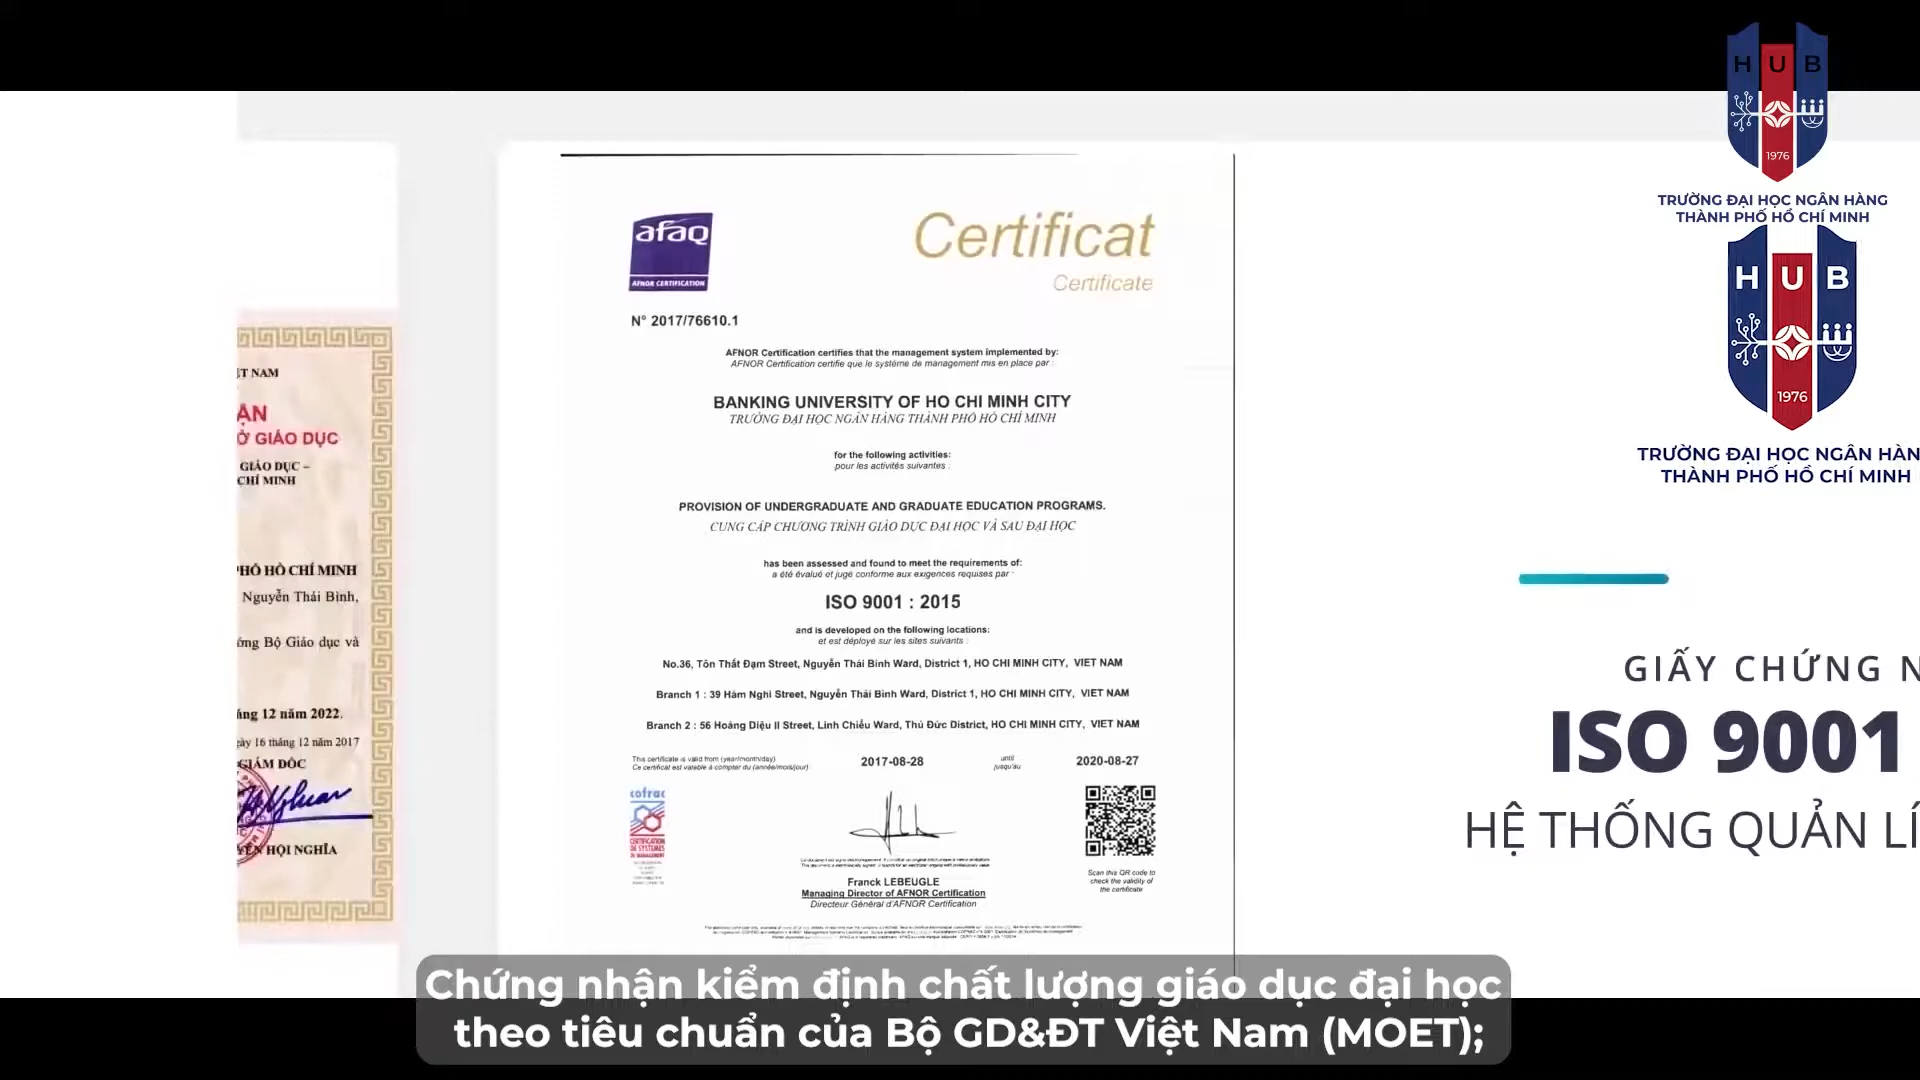 H U B
1976
TRƯỜNG ĐẠI HỌC NGÂN HÀNG
THÀNH PHỐ HỒ CHÍ MINH
H U B
1976
TRƯỜNG ĐẠI HỌC NGÂN HÀN
THÀNH PHỐ HỒ CHÍ MINH
GIẤY CHỨNG N
ISO 9001
HỆ THỐNG QUẢN LÍ
ỆT NAM
ẬN
Ở GIÁO DỤC
GIÁO DỤC –
CHÍ MINH
PHỐ HỒ CHÍ MINH
Nguyễn Thái Bình,
ởng Bộ Giáo dục và
áng 12 năm 2022.
gày 16 tháng 12 năm 2017
GIÁM ĐỐC
YỄN HỘI NGHĨA
afaq
AFNOR CERTIFICATION
Certificat
Certificate
N° 2017/76610.1
AFNOR Certification certifies that the management system implemented by:
AFNOR Certification certifie que le système de management mis en place par :
BANKING UNIVERSITY OF HO CHI MINH CITY
TRƯỜNG ĐẠI HỌC NGÂN HÀNG THÀNH PHỐ HỒ CHÍ MINH
for the following activities:
pour les activités suivantes :
PROVISION OF UNDERGRADUATE AND GRADUATE EDUCATION PROGRAMS.
CUNG CẤP CHƯƠNG TRÌNH GIÁO DỤC ĐẠI HỌC VÀ SAU ĐẠI HỌC
has been assessed and found to meet the requirements of:
a été évalué et jugé conforme aux exigences requises par :
ISO 9001 : 2015
and is developed on the following locations:
et est déployé sur les sites suivants :
No.36, Tôn Thất Đạm Street, Nguyễn Thái Bình Ward, District 1, HO CHI MINH CITY, VIET NAM
Branch 1 : 39 Hàm Nghi Street, Nguyễn Thái Bình Ward, District 1, HO CHI MINH CITY, VIET NAM
Branch 2 : 56 Hoàng Diệu II Street, Linh Chiểu Ward, Thủ Đức District, HO CHI MINH CITY, VIET NAM
This certificate is valid from (year/month/day) 2017-08-28 until 2020-08-27
Ce certificat est valable à compter du (année/mois/jour) jusqu'au
cofrac
CERTIFICATION
DE SYSTEMES
DE MANAGEMENT
Franck LEBEUGLE
Managing Director of AFNOR Certification
Directeur Général d'AFNOR Certification
Scan this QR code to
check the validity of
the certificate
Chứng nhận kiểm định chất lượng giáo dục đại học
theo tiêu chuẩn của Bộ GD&ĐT Việt Nam (MOET);